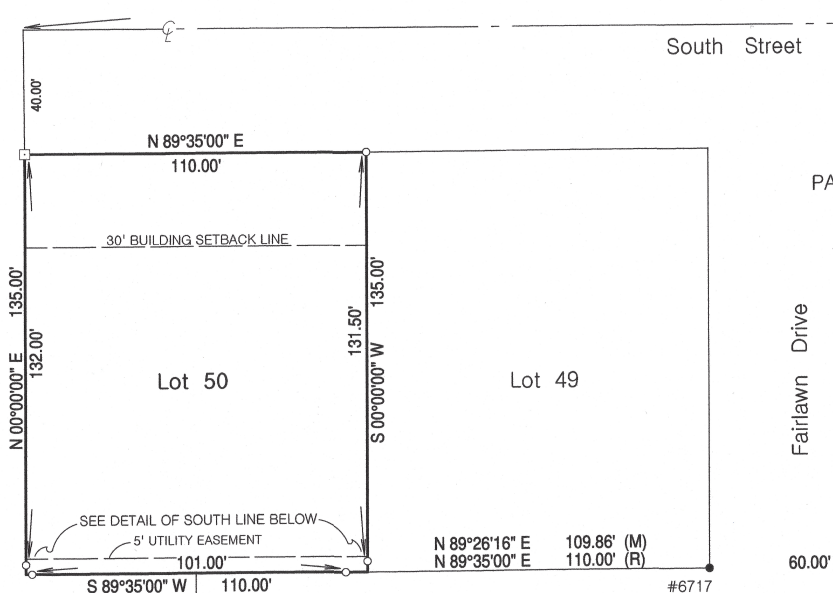 ℄
South Street
40.00'
N 89°35'00" E
110.00'
PA
30' BUILDING SETBACK LINE
N 00°00'00" E 135.00'
132.00'
131.50'
S 00°00'00" W 135.00'
Lot 50
Lot 49
Fairlawn Drive
SEE DETAIL OF SOUTH LINE BELOW
5' UTILITY EASEMENT
101.00'
N 89°26'16" E 109.86' (M)
N 89°35'00" E 110.00' (R)
60.00'
S 89°35'00" W 110.00'
#6717